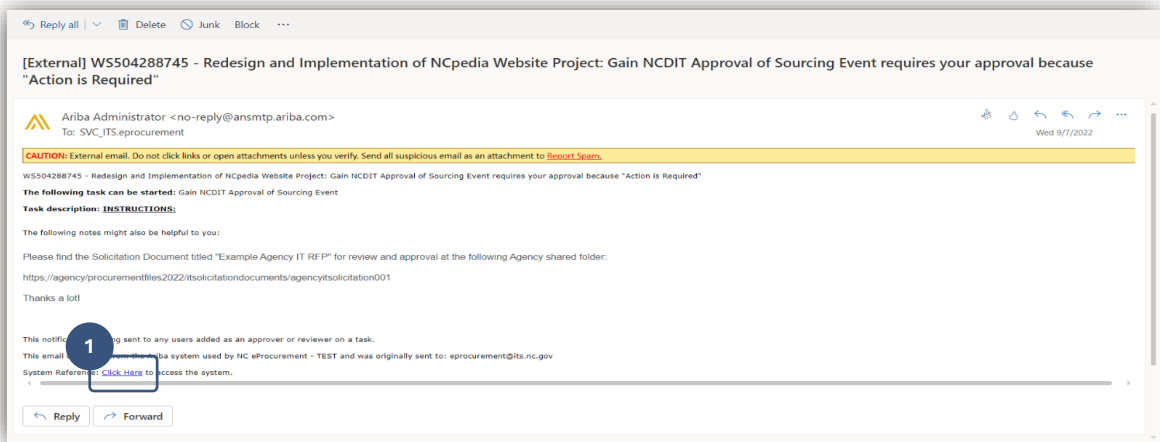 Reply all Delete Junk Block ...
[External] WS504288745 - Redesign and Implementation of NCpedia Website Project: Gain NCDIT Approval of Sourcing Event requires your approval because
"Action is Required"
Ariba Administrator <no-reply@ansmtp.ariba.com>
To: SVC_ITS.eprocurement
Wed 9/7/2022
CAUTION: External email. Do not click links or open attachments unless you verify. Send all suspicious email as an attachment to Report Spam.
WS504288745 - Redesign and Implementation of NCpedia Website Project: Gain NCDIT Approval of Sourcing Event requires your approval because "Action is Required"
The following task can be started: Gain NCDIT Approval of Sourcing Event
Task description: INSTRUCTIONS:
The following notes might also be helpful to you:
Please find the Solicitation Document titled "Example Agency IT RFP" for review and approval at the following Agency shared folder:
https;//agency/procurementfiles2022/itsolicitationdocuments/agencyitsolicitation001
Thanks a lot!
This sent to any users added as an approver or reviewer on a task.
1
This email the Ariba system used by NC eProcurement - TEST and was originally sent to: eprocurement@its.nc.gov
System Reference: Click Here to access the system.
Reply Forward